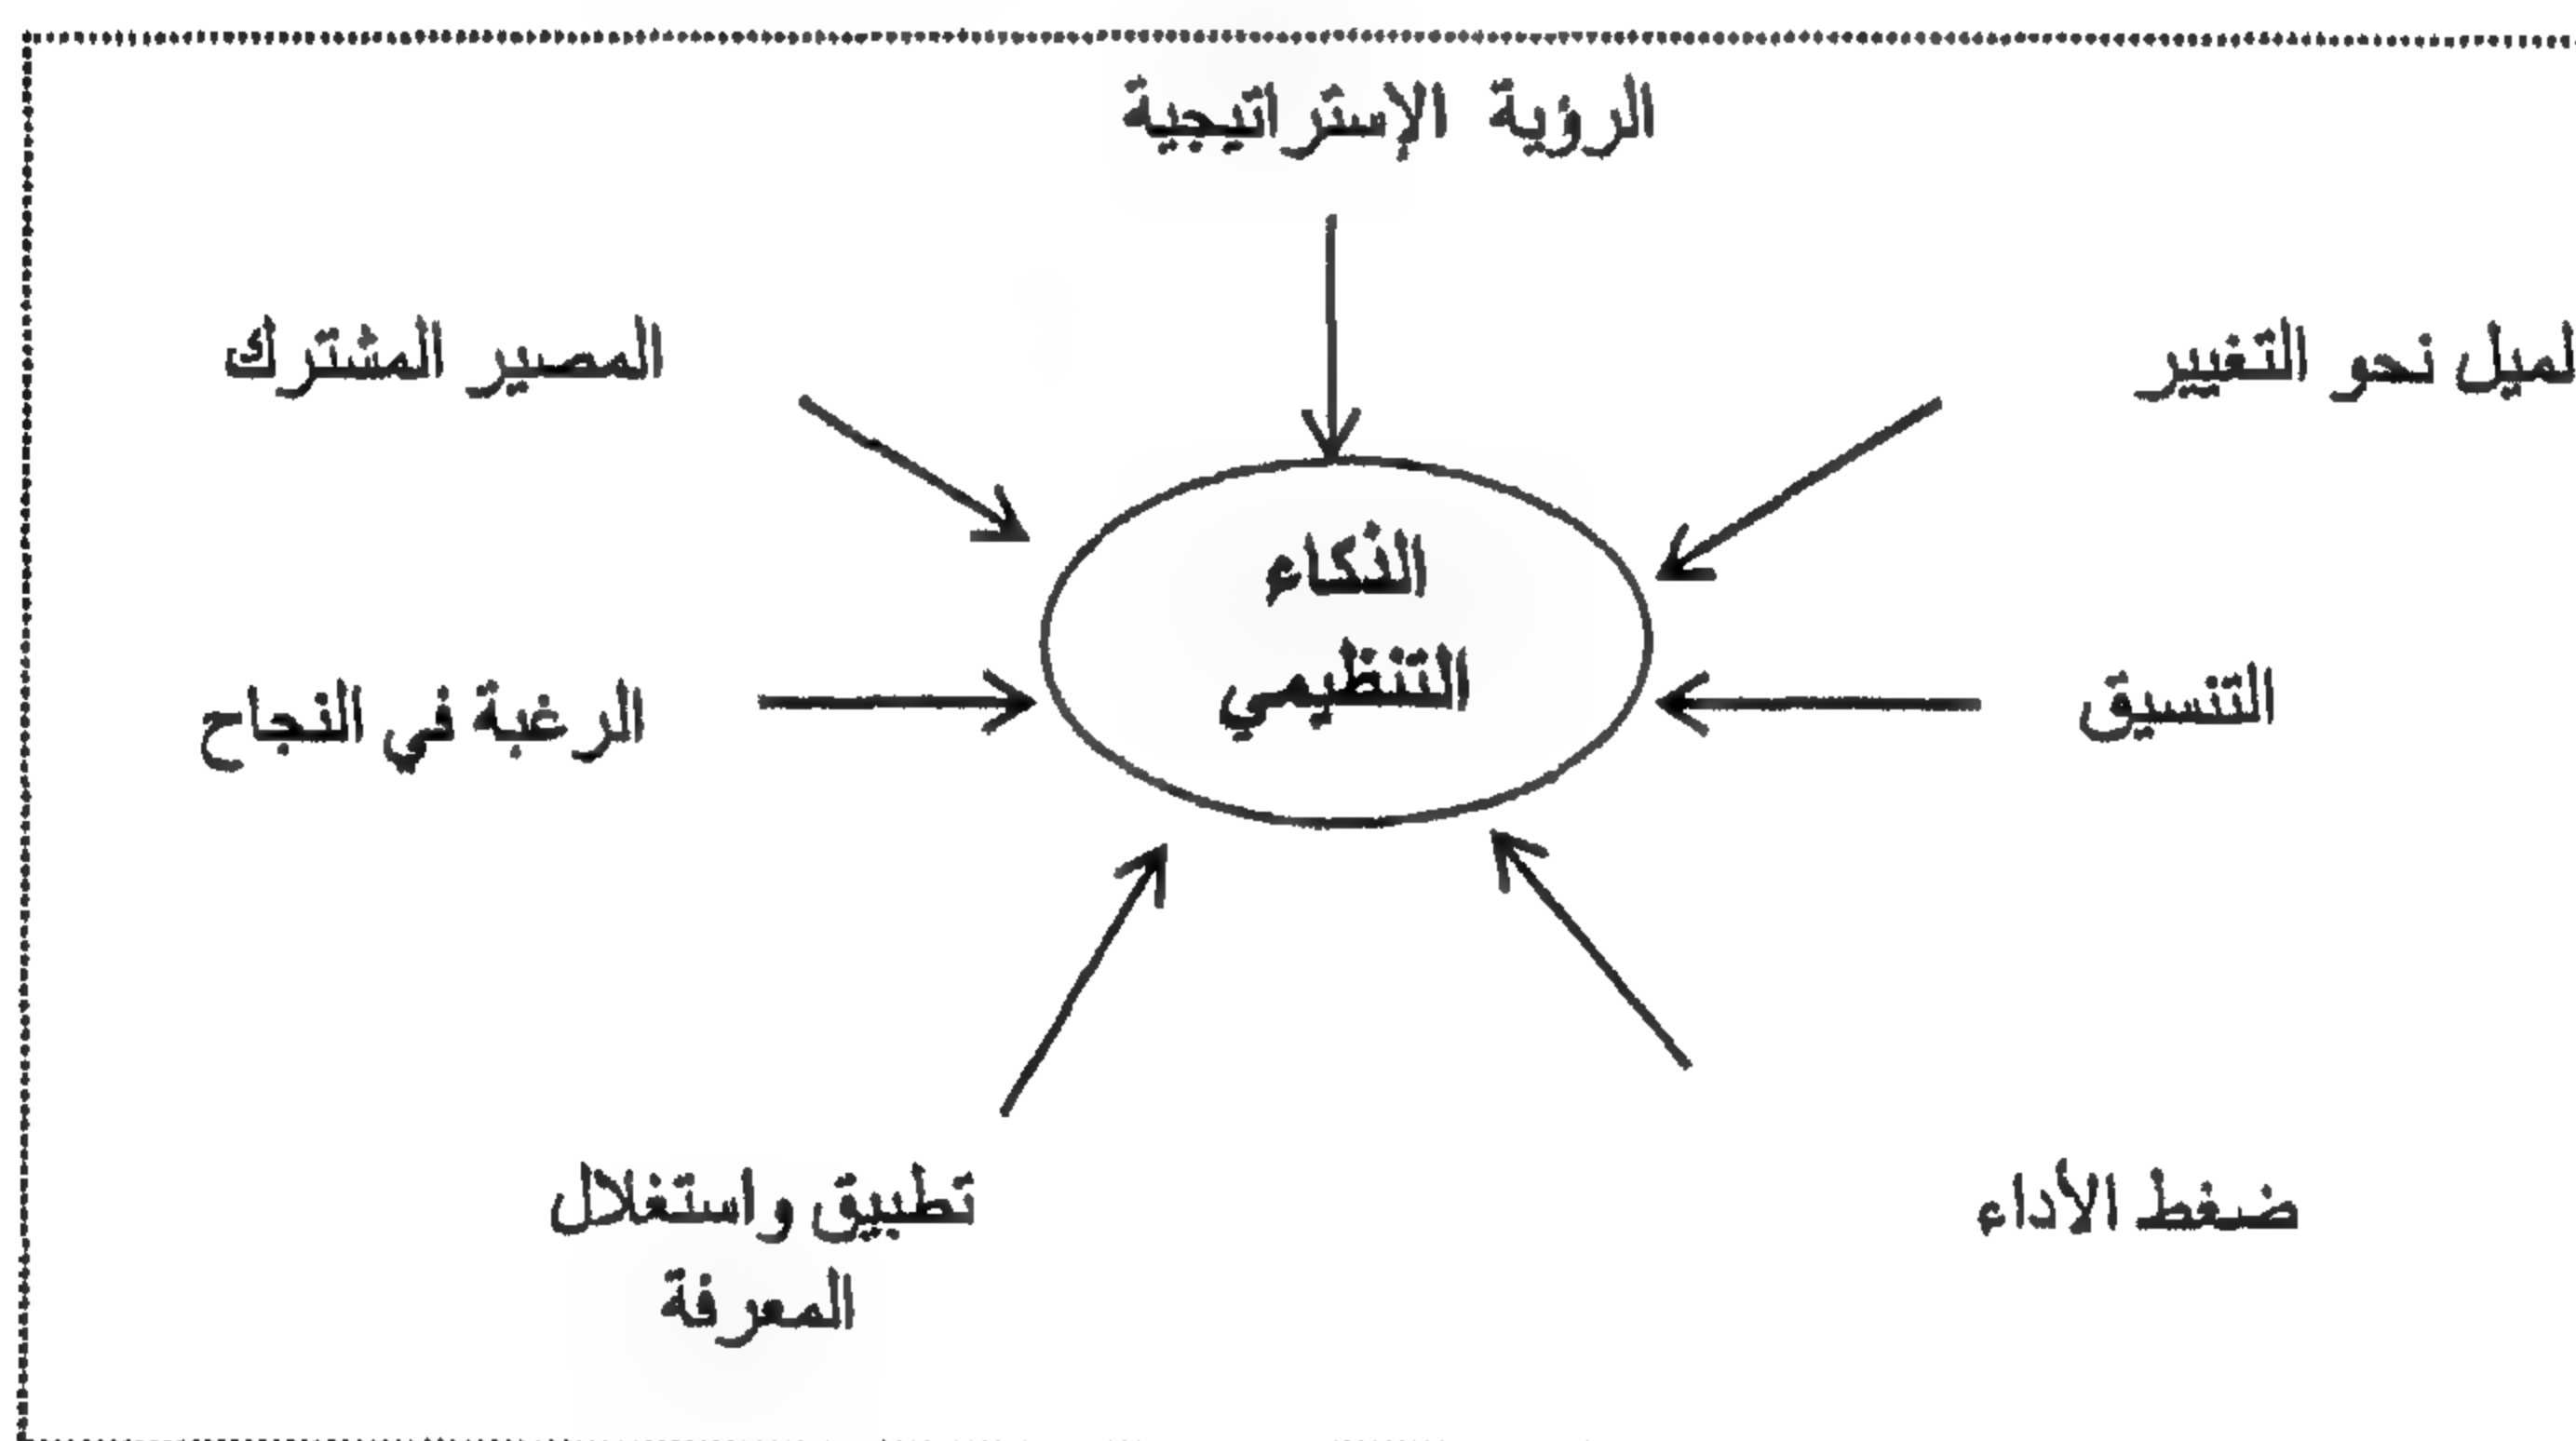 الرؤية الإستراتيجية
لميل نحو التغيير
المصير المشترك
الذكاء
التنظيمي
التنسيق
الرغبة في النجاح
ضغط الأداء
تطبيق واستغلال
المعرفة